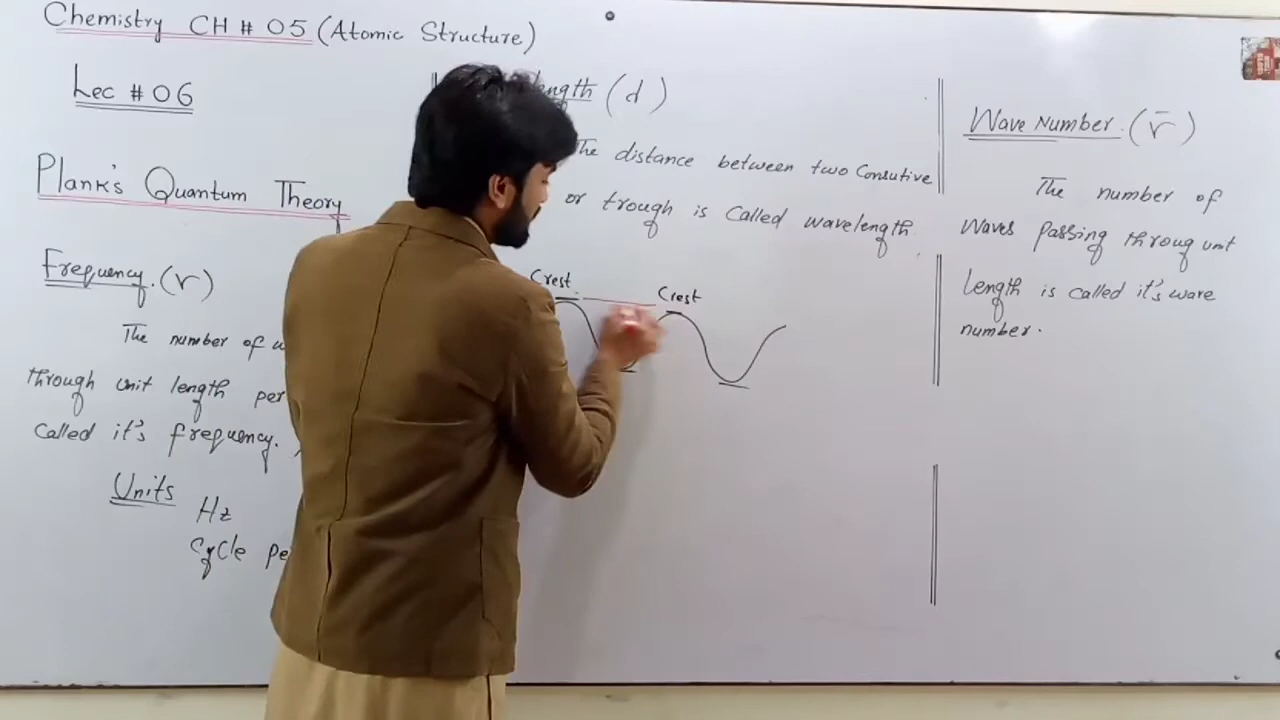 Chemistry CH # 05 (Atomic Structure)
Lec # 06
Plank's Quantum Theory
Frequency. (ν)
The number of
through unit length per
called it's frequency.
Units
Hz
Cycle pe
length (d)
The distance between two Consutive
or trough is Called wavelength.
Crest
Crest
Wave Number. (ν̄)
The number of
waves passing throug unit
length is called it's wave
number.